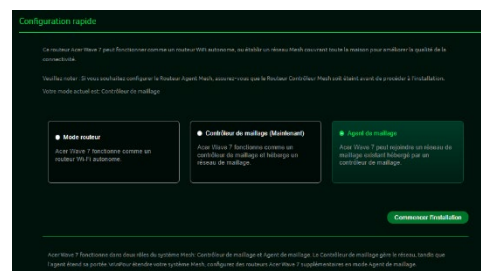 Configuration rapide
Ce routeur Acer Wave 7 peut fonctionner comme un routeur WiFi autonome, ou établir un réseau Mesh couvrant toute la maison pour améliorer la qualité de la
connectivité.
Veuillez noter : Si vous souhaitez configurer le Routeur Agent Mesh, assurez-vous que le Routeur Contrôleur Mesh soit éteint avant de procéder à l'installation.
Votre mode actuel est: Contrôleur de maillage
Mode routeur
Acer Wave 7 fonctionne comme un
routeur Wi-Fi autonome.
Contrôleur de maillage (Maintenant)
Acer Wave 7 fonctionne comme un
contrôleur de maillage et héberge un
réseau de maillage.
Agent de maillage
Acer Wave 7 peut rejoindre un réseau de
maillage existant hébergé par un
contrôleur de maillage.
Commencer l'installation
Acer Wave 7 fonctionne dans deux rôles du système Mesh: Contrôleur de maillage et Agent de maillage. Le Contrôleur de maillage gère le réseau, tandis que
l'agent étend sa portée.\n\nPour étendre votre système Mesh, configurez des routeurs Acer Wave 7 supplémentaires en mode Agent de maillage.